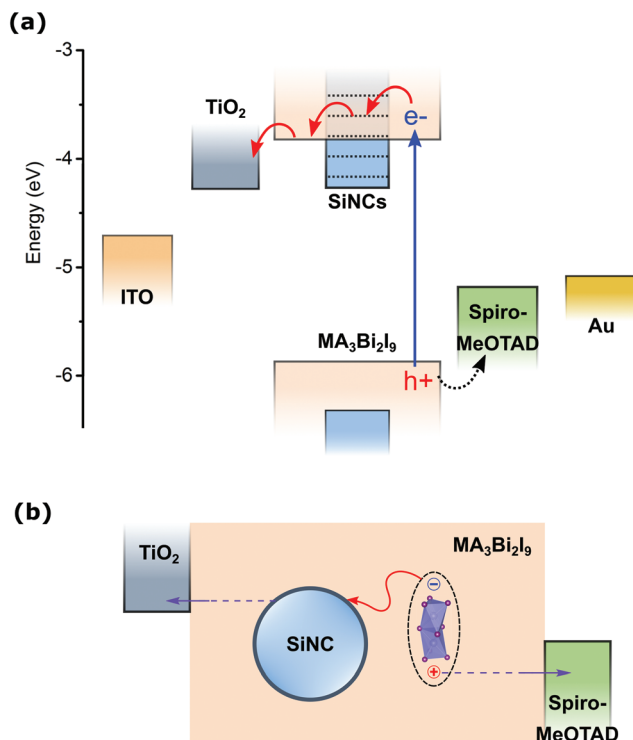 (a)
-3
TiO2
e-
-4
SiNCs
Energy (eV)
-5
ITO
Spiro-
MeOTAD
Au
MA3Bi2I9
h+
-6
(b)
TiO2
MA3Bi2I9
−
SiNC
+
Spiro-
MeOTAD